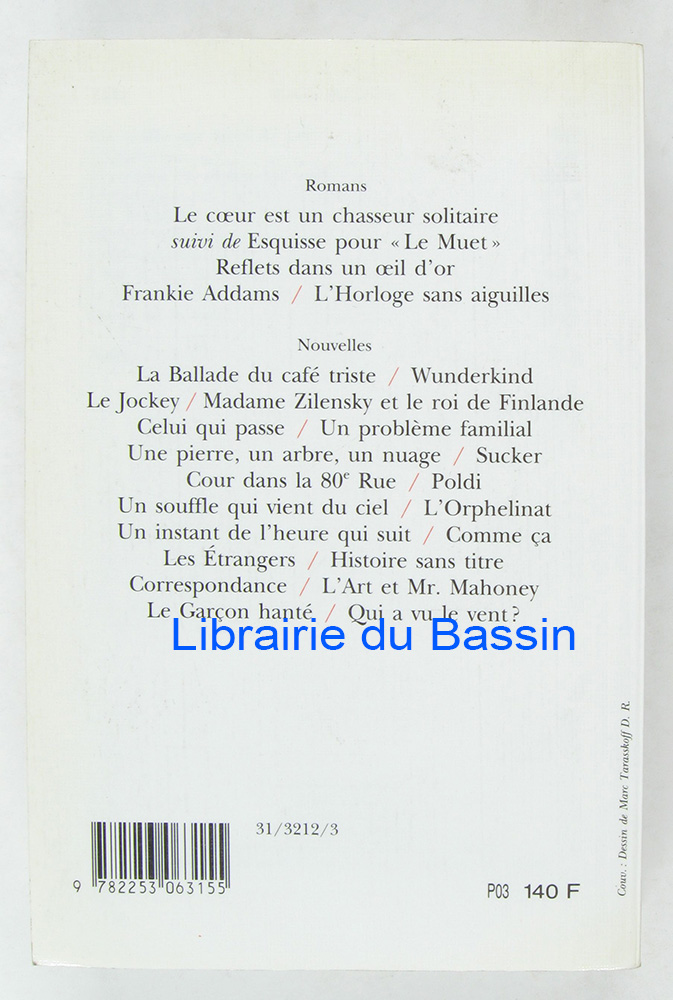 Romans
Le cœur est un chasseur solitaire
suivi de Esquisse pour « Le Muet »
Reflets dans un œil d'or
Frankie Addams / L'Horloge sans aiguilles
Nouvelles
La Ballade du café triste / Wunderkind
Le Jockey / Madame Zilensky et le roi de Finlande
Celui qui passe / Un problème familial
Une pierre, un arbre, un nuage / Sucker
Cour dans la 80e Rue / Poldi
Un souffle qui vient du ciel / L'Orphelinat
Un instant de l'heure qui suit / Comme ça
Les Étrangers / Histoire sans titre
Correspondance / L'Art et Mr. Mahoney
Le Garçon hanté / Qui a vu le vent ?
Librairie du Bassin
Couv. : Dessin de Marc Tarasskoff D. R.
31/3212/3
9 782253 063155
P03 140 F